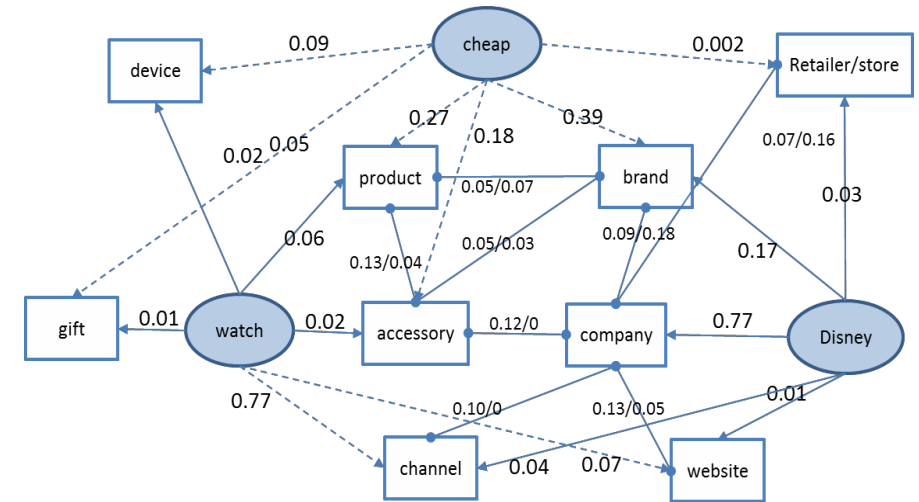 cheap
0.09
0.002
device
Retailer/store
0.27
0.39
0.18
0.07/0.16
0.02
0.05
product
brand
0.05/0.07
0.03
0.06
0.05/0.03
0.09/0.18
0.17
0.13/0.04
gift
0.01
watch
0.02
accessory
0.12/0
company
0.77
Disney
0.77
0.10/0
0.13/0.05
0.01
channel
0.04
0.07
website